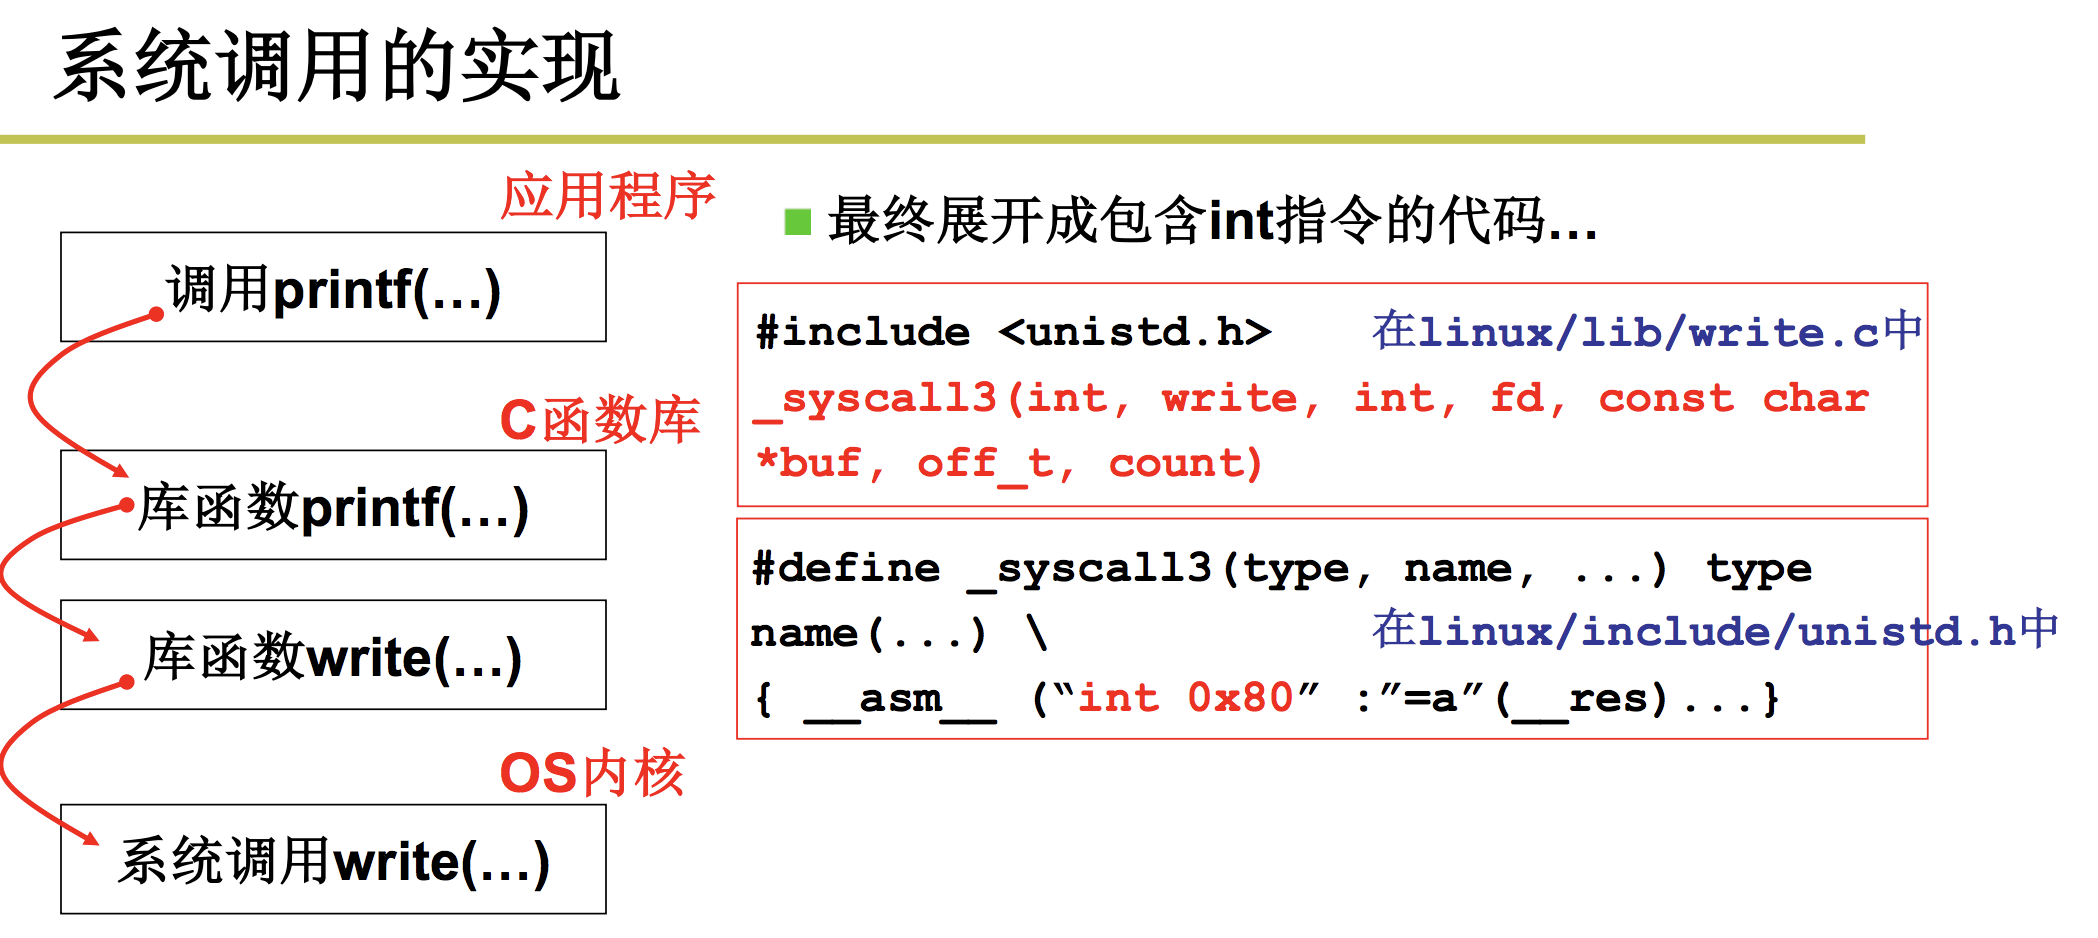 系统调用的实现
应用程序
调用printf(…)
C函数库
库函数printf(…)
库函数write(…)
OS内核
系统调用write(…)
最终展开成包含int指令的代码…
#include <unistd.h> 在linux/lib/write.c中
_syscall3(int, write, int, fd, const char
*buf, off_t, count)
#define _syscall3(type, name, ...) type
name(...) \ 在linux/include/unistd.h中
{ __asm__ (“int 0x80” :”=a”(__res)...}